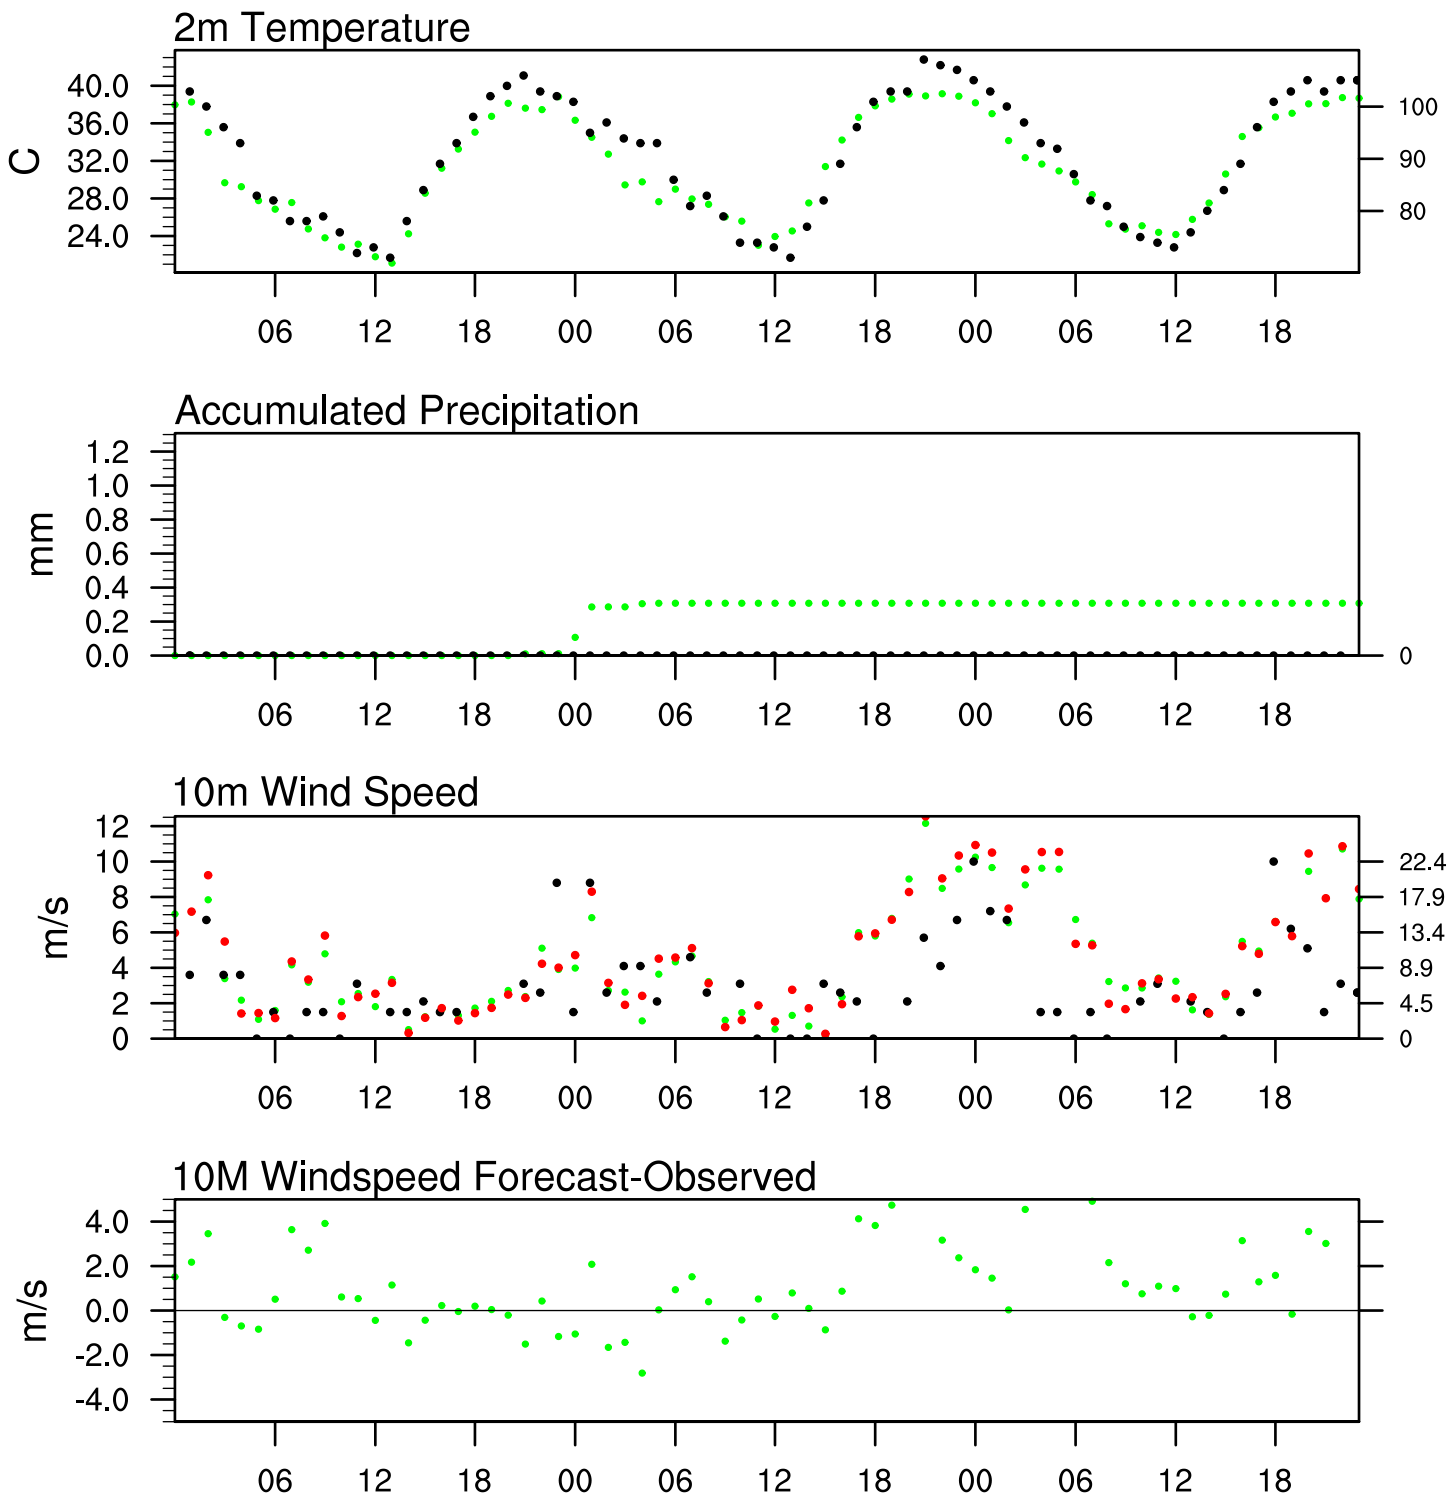 2m Temperature
40.0
36.0
32.0
28.0
24.0
C
100
90
80
06 12 18 00 06 12 18 00 06 12 18
Accumulated Precipitation
1.2
1.0
0.8
0.6
0.4
0.2
0.0
mm
0
06 12 18 00 06 12 18 00 06 12 18
10m Wind Speed
12
10
8
6
4
2
0
m/s
22.4
17.9
13.4
8.9
4.5
0
06 12 18 00 06 12 18 00 06 12 18
10M Windspeed Forecast-Observed
4.0
2.0
0.0
-2.0
-4.0
m/s
06 12 18 00 06 12 18 00 06 12 18